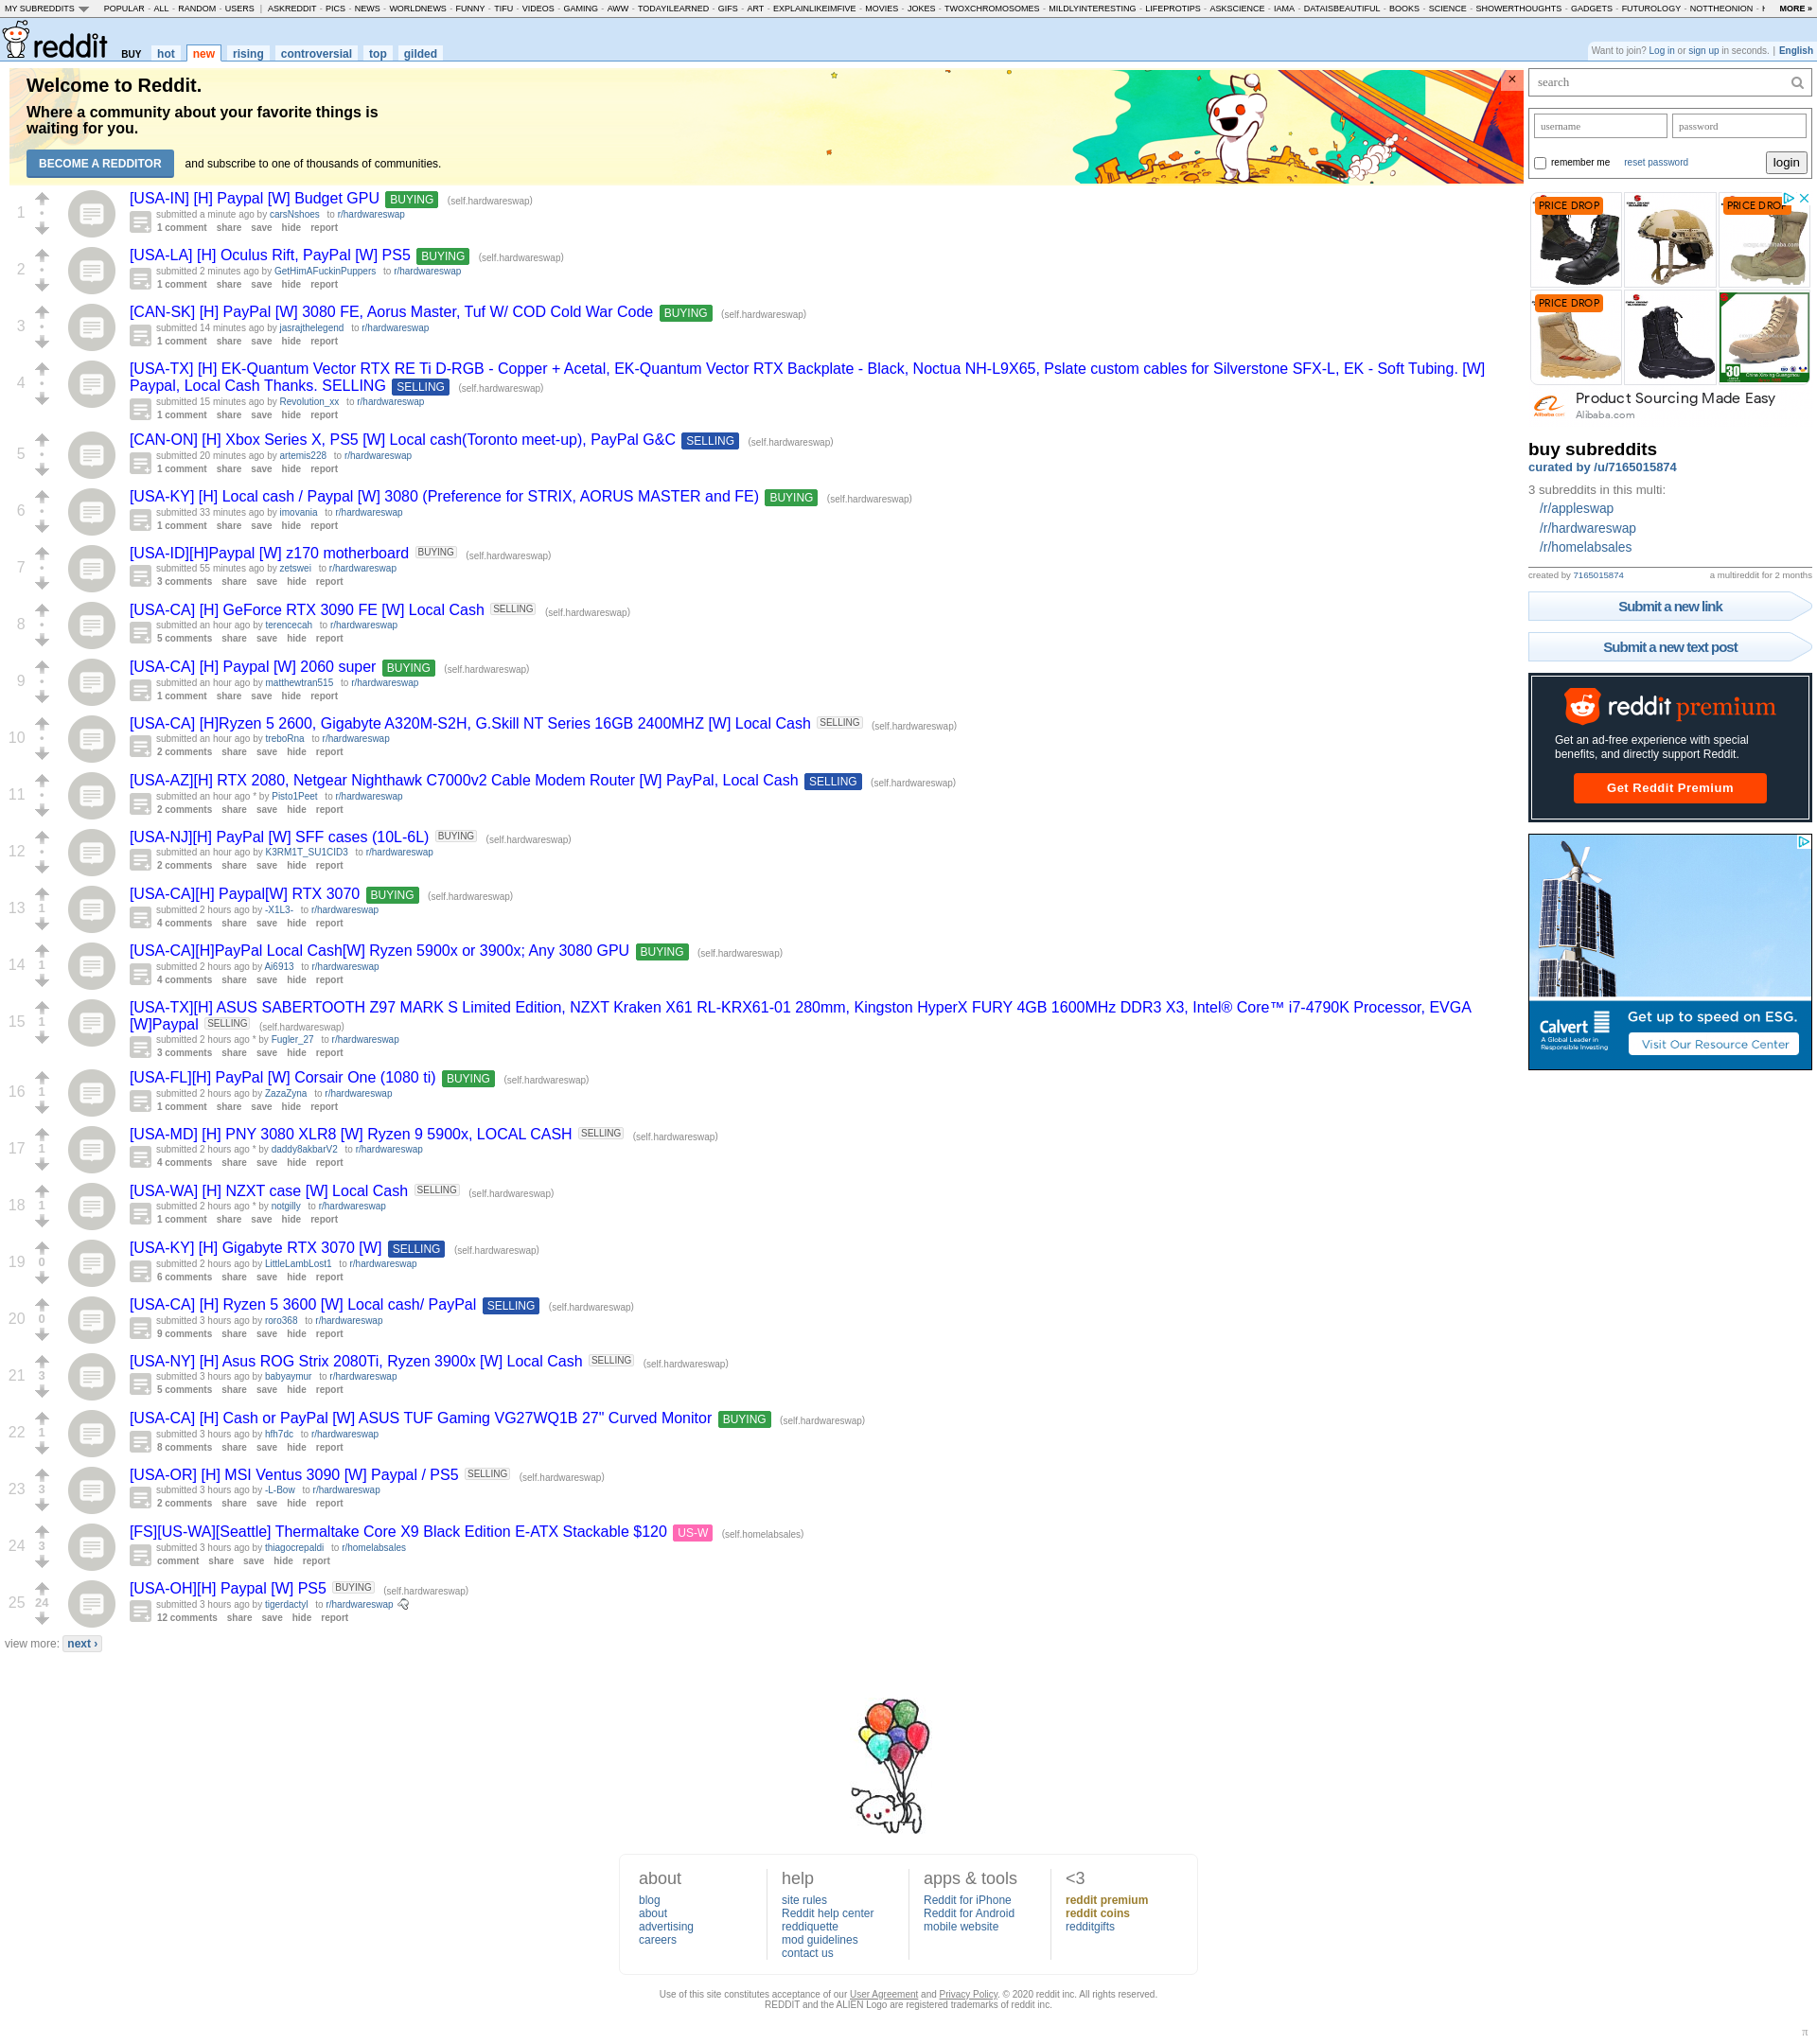 MY SUBREDDITS POPULAR - ALL - RANDOM - USERS | ASKREDDIT - PICS - NEWS - WORLDNEWS - FUNNY - TIFU - VIDEOS - GAMING - AWW - TODAYILEARNED - GIFS - ART - EXPLAINLIKEIMFIVE - MOVIES - JOKES - TWOXCHROMOSOMES - MILDLYINTERESTING - LIFEPROTIPS - ASKSCIENCE - IAMA - DATAISBEAUTIFUL - BOOKS - SCIENCE - SHOWERTHOUGHTS - GADGETS - FUTUROLOGY - NOTTHEONION - MORE »
reddit BUY hot new rising controversial top gilded
Want to join? Log in or sign up in seconds. | English
Welcome to Reddit.
Where a community about your favorite things is
waiting for you.
BECOME A REDDITOR and subscribe to one of thousands of communities.
1
[USA-IN] [H] Paypal [W] Budget GPU BUYING (self.hardwareswap)
submitted a minute ago by carsNshoes to r/hardwareswap
1 comment share save hide report
2
[USA-LA] [H] Oculus Rift, PayPal [W] PS5 BUYING (self.hardwareswap)
submitted 2 minutes ago by GetHimAFuckinPuppers to r/hardwareswap
1 comment share save hide report
3
[CAN-SK] [H] PayPal [W] 3080 FE, Aorus Master, Tuf W/ COD Cold War Code BUYING (self.hardwareswap)
submitted 14 minutes ago by jasrajthelegend to r/hardwareswap
1 comment share save hide report
4
[USA-TX] [H] EK-Quantum Vector RTX RE Ti D-RGB - Copper + Acetal, EK-Quantum Vector RTX Backplate - Black, Noctua NH-L9X65, Pslate custom cables for Silverstone SFX-L, EK - Soft Tubing. [W]
Paypal, Local Cash Thanks. SELLING SELLING (self.hardwareswap)
submitted 15 minutes ago by Revolution_xx to r/hardwareswap
1 comment share save hide report
5
[CAN-ON] [H] Xbox Series X, PS5 [W] Local cash(Toronto meet-up), PayPal G&C SELLING (self.hardwareswap)
submitted 20 minutes ago by artemis228 to r/hardwareswap
1 comment share save hide report
6
[USA-KY] [H] Local cash / Paypal [W] 3080 (Preference for STRIX, AORUS MASTER and FE) BUYING (self.hardwareswap)
submitted 33 minutes ago by imovania to r/hardwareswap
1 comment share save hide report
7
[USA-ID][H]Paypal [W] z170 motherboard BUYING (self.hardwareswap)
submitted 55 minutes ago by zetswei to r/hardwareswap
3 comments share save hide report
8
[USA-CA] [H] GeForce RTX 3090 FE [W] Local Cash SELLING (self.hardwareswap)
submitted an hour ago by terencecah to r/hardwareswap
5 comments share save hide report
9
[USA-CA] [H] Paypal [W] 2060 super BUYING (self.hardwareswap)
submitted an hour ago by matthewtran515 to r/hardwareswap
1 comment share save hide report
10
[USA-CA] [H]Ryzen 5 2600, Gigabyte A320M-S2H, G.Skill NT Series 16GB 2400MHZ [W] Local Cash SELLING (self.hardwareswap)
submitted an hour ago by treboRna to r/hardwareswap
2 comments share save hide report
11
[USA-AZ][H] RTX 2080, Netgear Nighthawk C7000v2 Cable Modem Router [W] PayPal, Local Cash SELLING (self.hardwareswap)
submitted an hour ago * by Pisto1Peet to r/hardwareswap
2 comments share save hide report
12
[USA-NJ][H] PayPal [W] SFF cases (10L-6L) BUYING (self.hardwareswap)
submitted an hour ago by K3RM1T_SU1CID3 to r/hardwareswap
2 comments share save hide report
13 1
[USA-CA][H] Paypal[W] RTX 3070 BUYING (self.hardwareswap)
submitted 2 hours ago by -X1L3- to r/hardwareswap
4 comments share save hide report
14 1
[USA-CA][H]PayPal Local Cash[W] Ryzen 5900x or 3900x; Any 3080 GPU BUYING (self.hardwareswap)
submitted 2 hours ago by Ai6913 to r/hardwareswap
4 comments share save hide report
15 1
[USA-TX][H] ASUS SABERTOOTH Z97 MARK S Limited Edition, NZXT Kraken X61 RL-KRX61-01 280mm, Kingston HyperX FURY 4GB 1600MHz DDR3 X3, Intel® Core™ i7-4790K Processor, EVGA
[W]Paypal SELLING (self.hardwareswap)
submitted 2 hours ago * by Fugler_27 to r/hardwareswap
3 comments share save hide report
16 1
[USA-FL][H] PayPal [W] Corsair One (1080 ti) BUYING (self.hardwareswap)
submitted 2 hours ago by ZazaZyna to r/hardwareswap
1 comment share save hide report
17 1
[USA-MD] [H] PNY 3080 XLR8 [W] Ryzen 9 5900x, LOCAL CASH SELLING (self.hardwareswap)
submitted 2 hours ago * by daddy8akbarV2 to r/hardwareswap
4 comments share save hide report
18 1
[USA-WA] [H] NZXT case [W] Local Cash SELLING (self.hardwareswap)
submitted 2 hours ago * by notgilly to r/hardwareswap
1 comment share save hide report
19 0
[USA-KY] [H] Gigabyte RTX 3070 [W] SELLING (self.hardwareswap)
submitted 2 hours ago by LittleLambLost1 to r/hardwareswap
6 comments share save hide report
20 0
[USA-CA] [H] Ryzen 5 3600 [W] Local cash/ PayPal SELLING (self.hardwareswap)
submitted 3 hours ago by roro368 to r/hardwareswap
9 comments share save hide report
21 3
[USA-NY] [H] Asus ROG Strix 2080Ti, Ryzen 3900x [W] Local Cash SELLING (self.hardwareswap)
submitted 3 hours ago by babyaymur to r/hardwareswap
5 comments share save hide report
22 1
[USA-CA] [H] Cash or PayPal [W] ASUS TUF Gaming VG27WQ1B 27" Curved Monitor BUYING (self.hardwareswap)
submitted 3 hours ago by hfh7dc to r/hardwareswap
8 comments share save hide report
23 3
[USA-OR] [H] MSI Ventus 3090 [W] Paypal / PS5 SELLING (self.hardwareswap)
submitted 3 hours ago by -L-Bow to r/hardwareswap
2 comments share save hide report
24 3
[FS][US-WA][Seattle] Thermaltake Core X9 Black Edition E-ATX Stackable $120 US-W (self.homelabsales)
submitted 3 hours ago by thiagocrepaldi to r/homelabsales
comment share save hide report
25 24
[USA-OH][H] Paypal [W] PS5 BUYING (self.hardwareswap)
submitted 3 hours ago by tigerdactyl to r/hardwareswap
12 comments share save hide report
view more: next ›
search
username password
remember me reset password login
PRICE DROP PRICE DROP
PRICE DROP
30
Product Sourcing Made Easy
Alibaba.com
buy subreddits
curated by /u/7165015874
3 subreddits in this multi:
/r/appleswap
/r/hardwareswap
/r/homelabsales
created by 7165015874 a multireddit for 2 months
Submit a new link
Submit a new text post
reddit premium
Get an ad-free experience with special
benefits, and directly support Reddit.
Get Reddit Premium
Calvert
A Global Leader in
Responsible Investing
Get up to speed on ESG.
Visit Our Resource Center
about
blog
about
advertising
careers
help
site rules
Reddit help center
reddiquette
mod guidelines
contact us
apps & tools
Reddit for iPhone
Reddit for Android
mobile website
<3
reddit premium
reddit coins
redditgifts
Use of this site constitutes acceptance of our User Agreement and Privacy Policy. © 2020 reddit inc. All rights reserved.
REDDIT and the ALIEN Logo are registered trademarks of reddit inc.
π